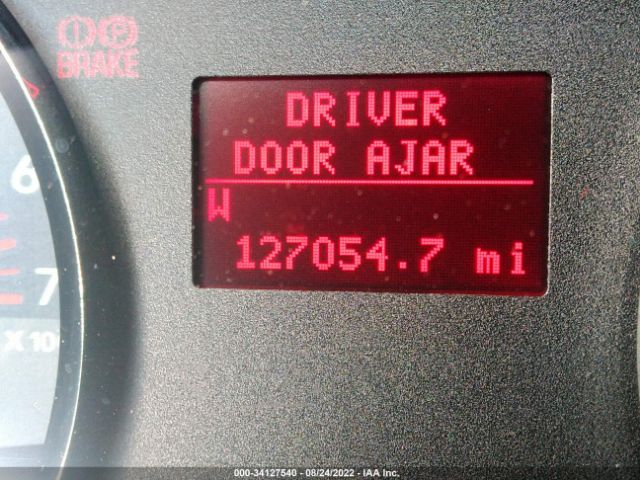 BRAKE
DRIVER
DOOR AJAR
W
127054.7 mi
6
7
X 10
000-34127540 - 08/24/2022 - IAA Inc.